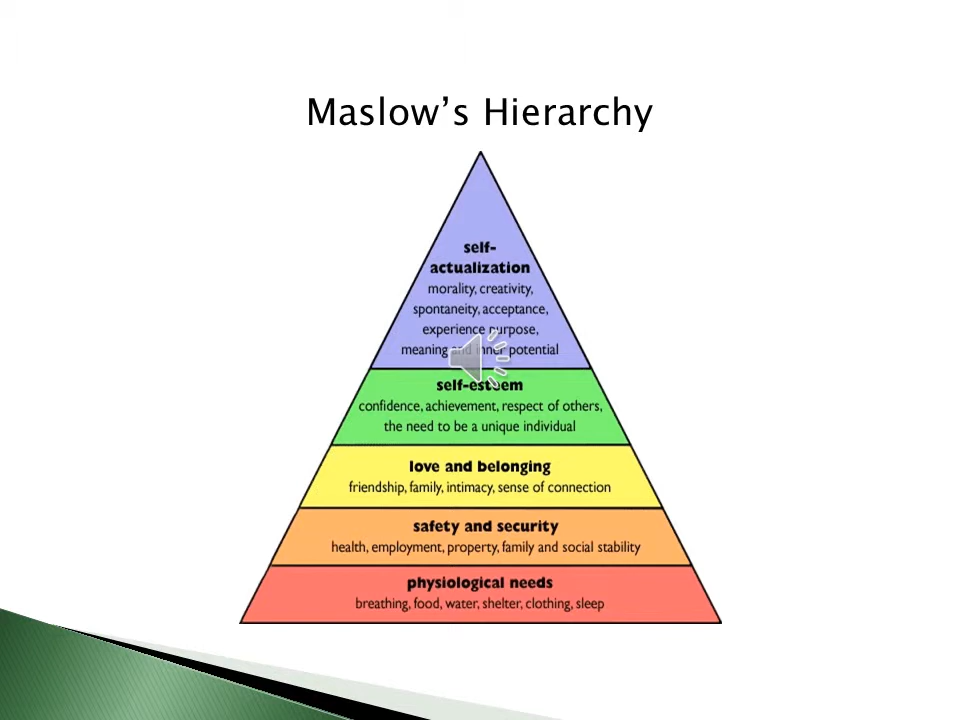 Maslow’s Hierarchy
self-
actualization
morality, creativity,
spontaneity, acceptance,
experience purpose,
meaning and inner potential
self-esteem
confidence, achievement, respect of others,
the need to be a unique individual
love and belonging
friendship, family, intimacy, sense of connection
safety and security
health, employment, property, family and social stability
physiological needs
breathing, food, water, shelter, clothing, sleep